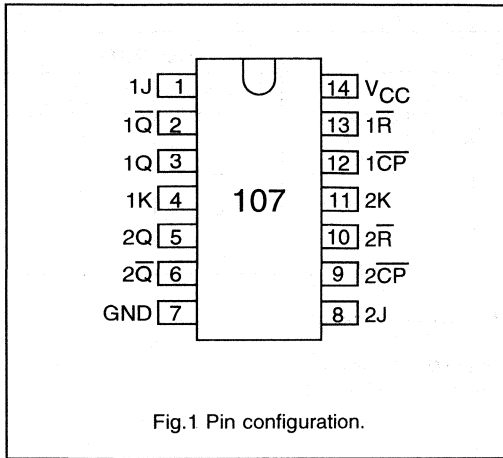 1J 1 14 VCC
1Q̅ 2 13 1R̅
1Q 3 12 1C̅P̅
1K 4 107 11 2K
2Q 5 10 2R̅
2Q̅ 6 9 2C̅P̅
GND 7 8 2J
Fig.1 Pin configuration.